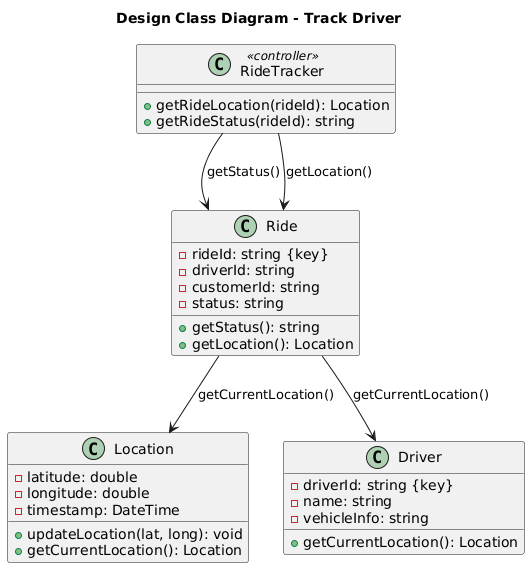 Design Class Diagram - Track Driver
C
«controller»
RideTracker
getRideLocation(rideId): Location
getRideStatus(rideId): string
getStatus()
getLocation()
C Ride
rideId: string {key}
driverId: string
customerId: string
status: string
getStatus(): string
getLocation(): Location
getCurrentLocation()
getCurrentLocation()
C Location
latitude: double
longitude: double
timestamp: DateTime
updateLocation(lat, long): void
getCurrentLocation(): Location
C Driver
driverId: string {key}
name: string
vehicleInfo: string
getCurrentLocation(): Location